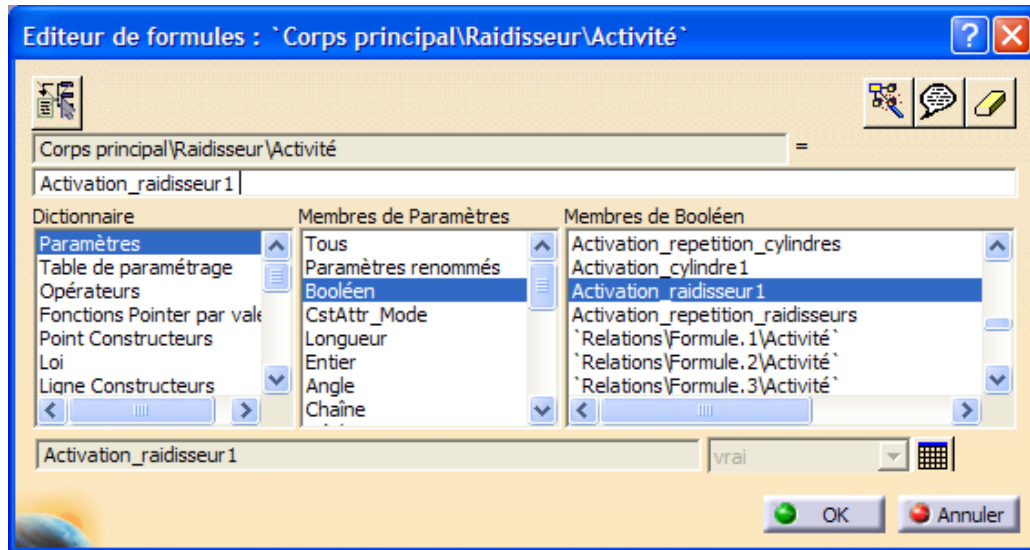 Editeur de formules : `Corps principal\Raidisseur\Activité`
Corps principal\Raidisseur\Activité =
Activation_raidisseur1
Dictionnaire
Paramètres
Table de paramétrage
Opérateurs
Fonctions Pointer par vale
Point Constructeurs
Loi
Ligne Constructeurs
Membres de Paramètres
Tous
Paramètres renommés
Booléen
CstAttr_Mode
Longueur
Entier
Angle
Chaîne
Membres de Booléen
Activation_repetition_cylindres
Activation_cylindre1
Activation_raidisseur1
Activation_repetition_raidisseurs
`Relations\Formule.1\Activité`
`Relations\Formule.2\Activité`
`Relations\Formule.3\Activité`
Activation_raidisseur1 vrai
OK Annuler